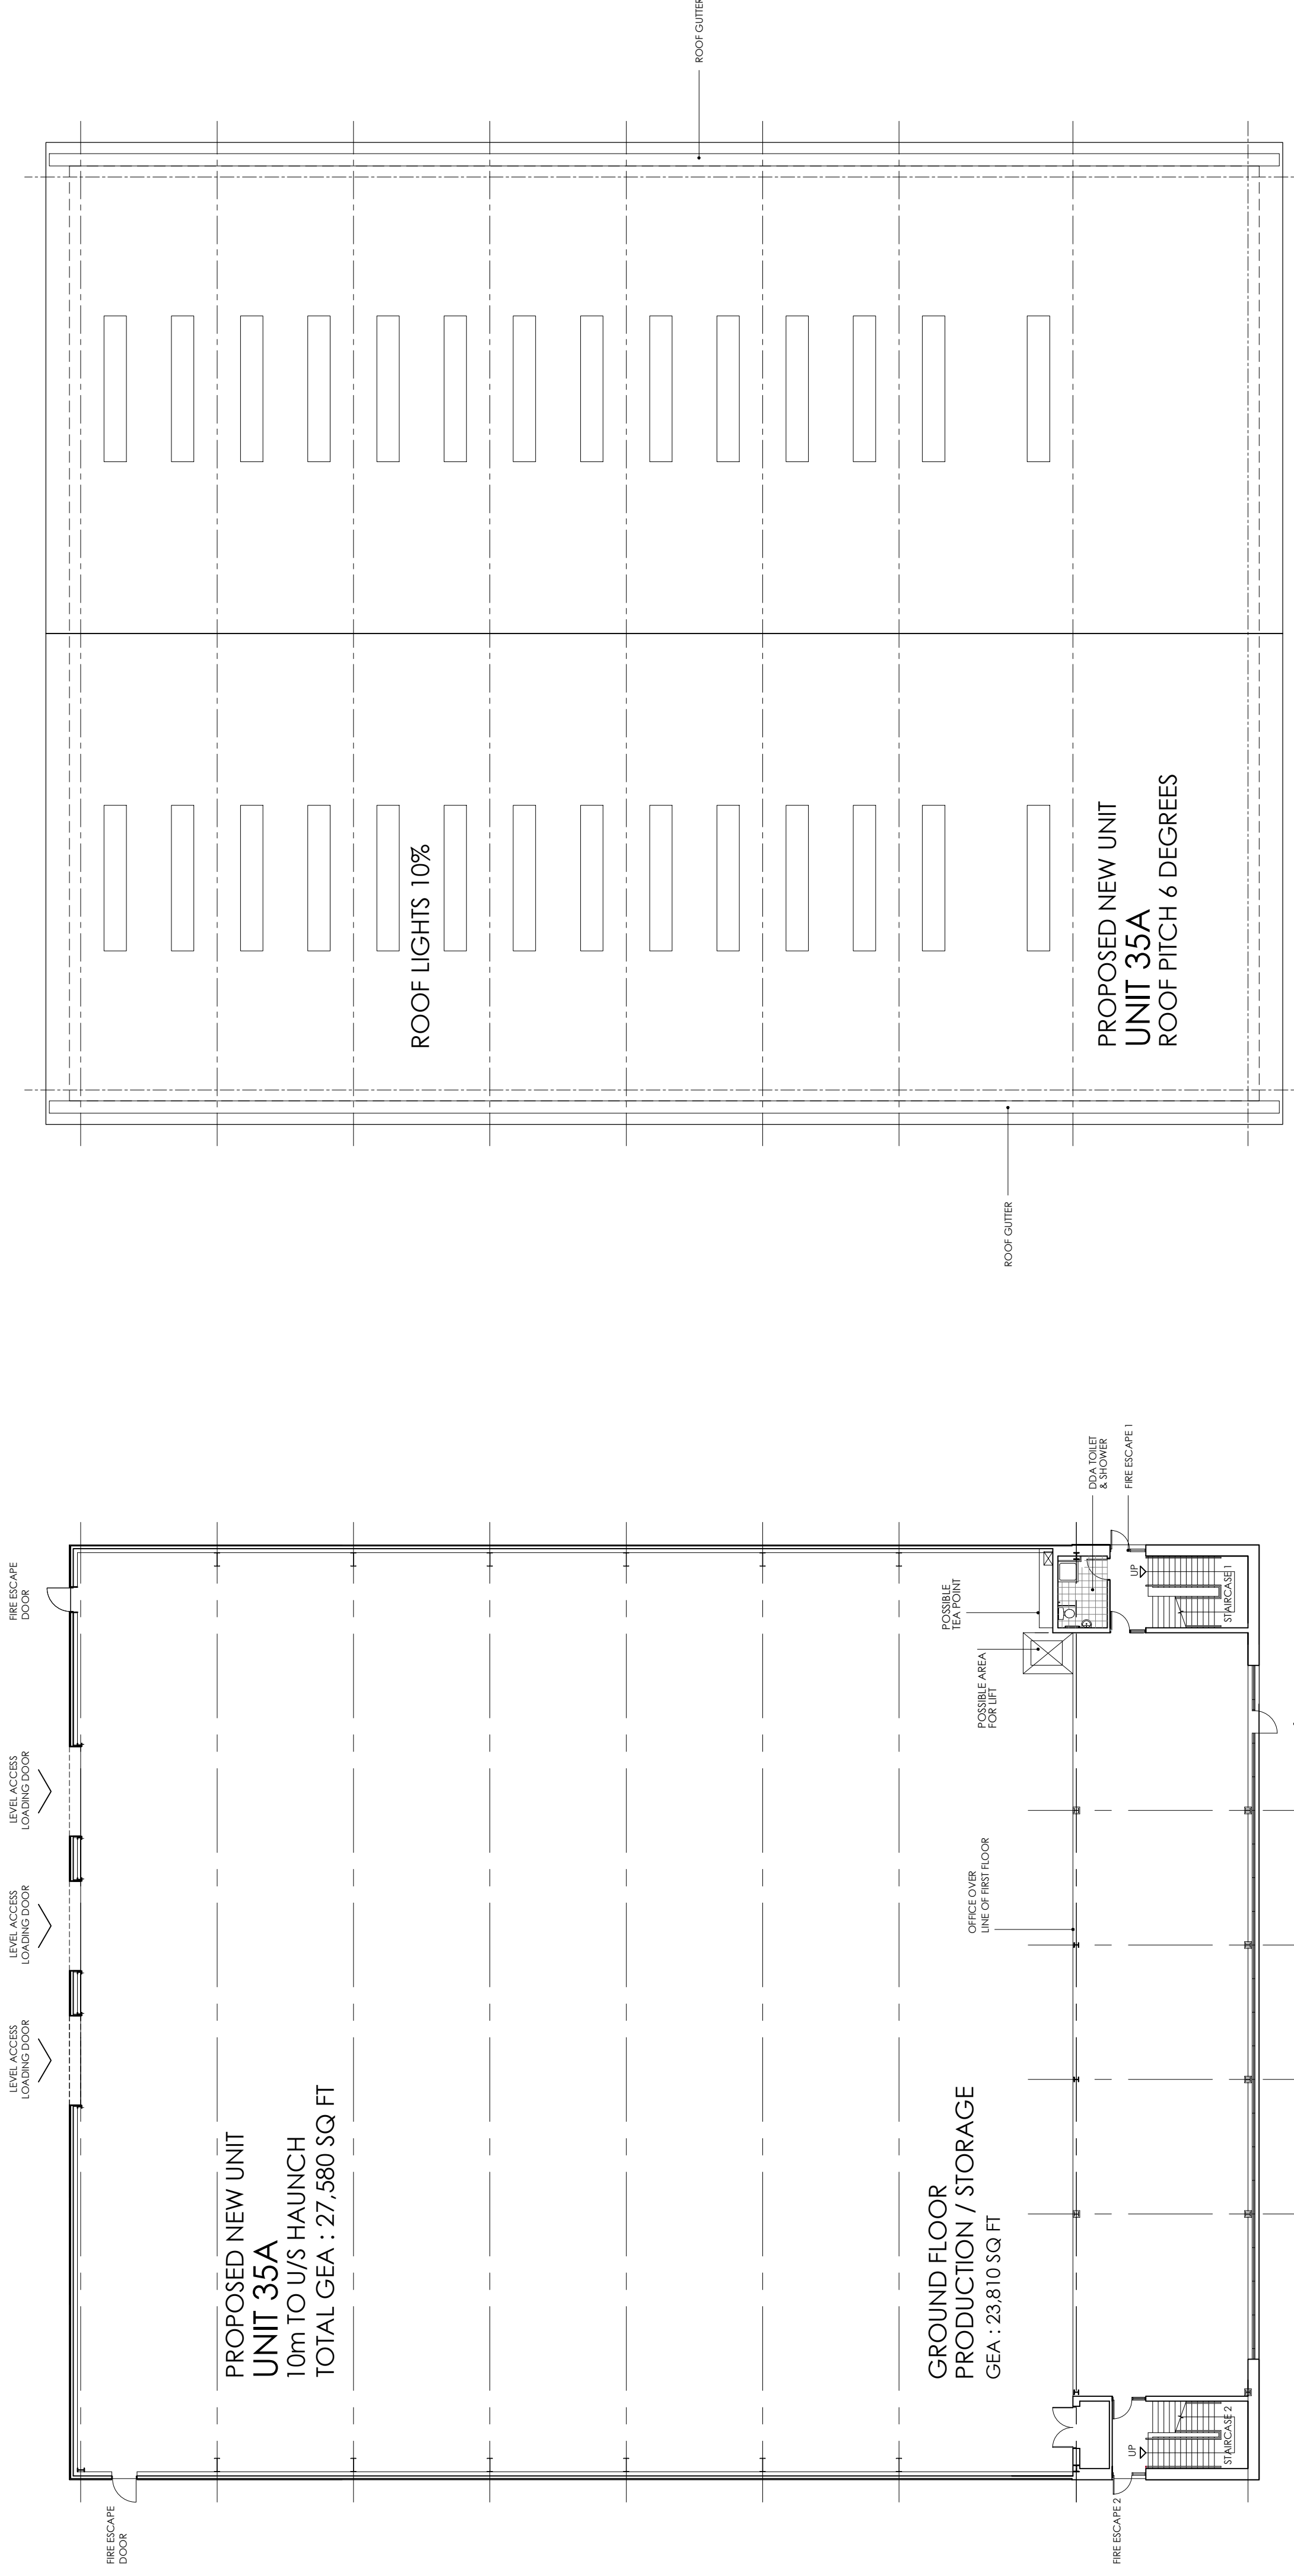 FIRE ESCAPE
DOOR
LEVEL ACCESS
LOADING DOOR
LEVEL ACCESS
LOADING DOOR
LEVEL ACCESS
LOADING DOOR
FIRE ESCAPE
DOOR
PROPOSED NEW UNIT
UNIT 35A
10m TO U/S HAUNCH
TOTAL GEA : 27,580 SQ FT
GROUND FLOOR
PRODUCTION / STORAGE
GEA : 23,810 SQ FT
OFFICE OVER
LINE OF FIRST FLOOR
POSSIBLE AREA
FOR LIFT
POSSIBLE
TEA POINT
DDA TOILET
& SHOWER
FIRE ESCAPE 1
UP
STAIRCASE 1
FIRE ESCAPE 2
UP
STAIRCASE 2
ROOF GUTTER
ROOF LIGHTS 10%
PROPOSED NEW UNIT
UNIT 35A
ROOF PITCH 6 DEGREES
ROOF GUTTER